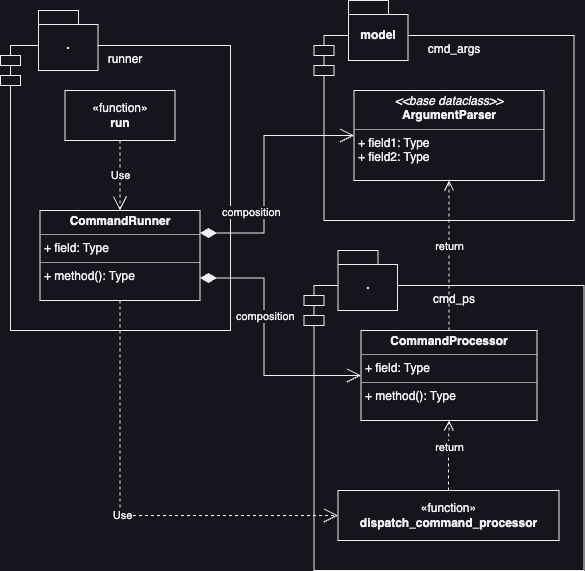 .
runner
«function»
run
Use
CommandRunner
+ field: Type
+ method(): Type
composition
composition
Use
model
cmd_args
<<base dataclass>>
ArgumentParser
+ field1: Type
+ field2: Type
return
.
cmd_ps
CommandProcessor
+ field: Type
+ method(): Type
return
«function»
dispatch_command_processor